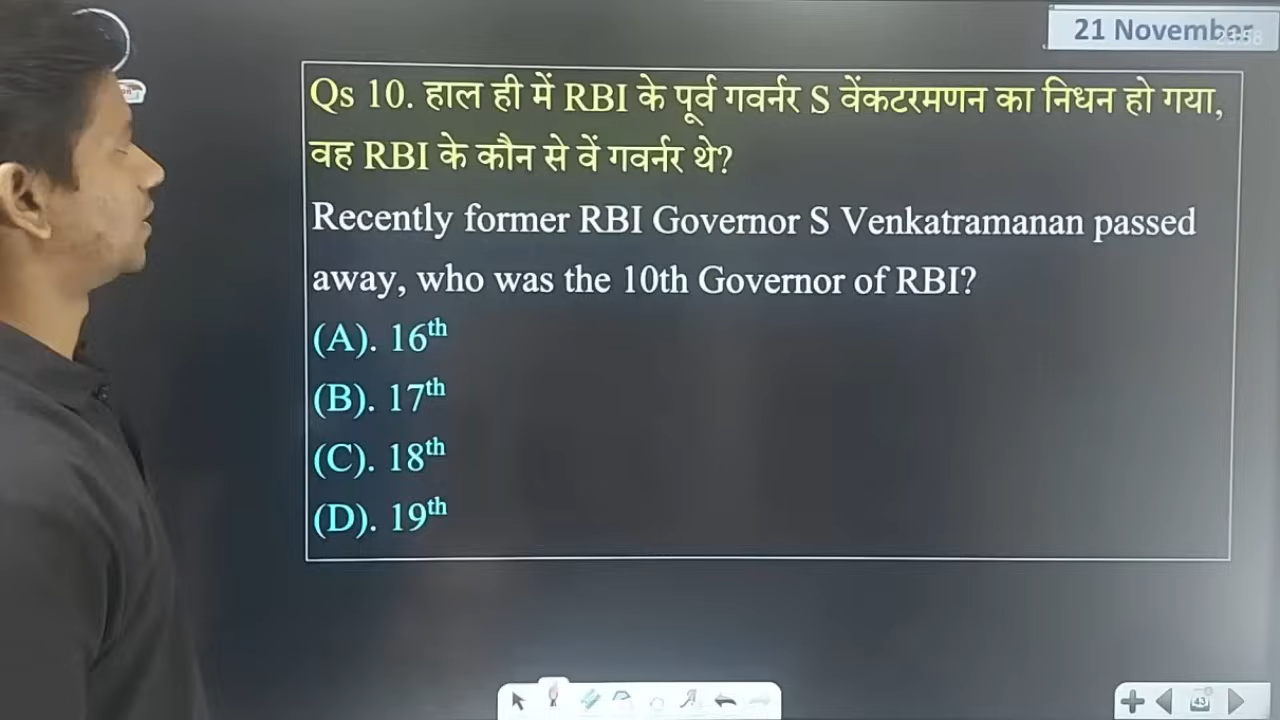 21 November
Qs 10. हाल ही में RBI के पूर्व गवर्नर S वेंकटरमणन का निधन हो गया,
वह RBI के कौन से वें गवर्नर थे?
Recently former RBI Governor S Venkatramanan passed
away, who was the 10th Governor of RBI?
(A). 16th
(B). 17th
(C). 18th
(D). 19th
43